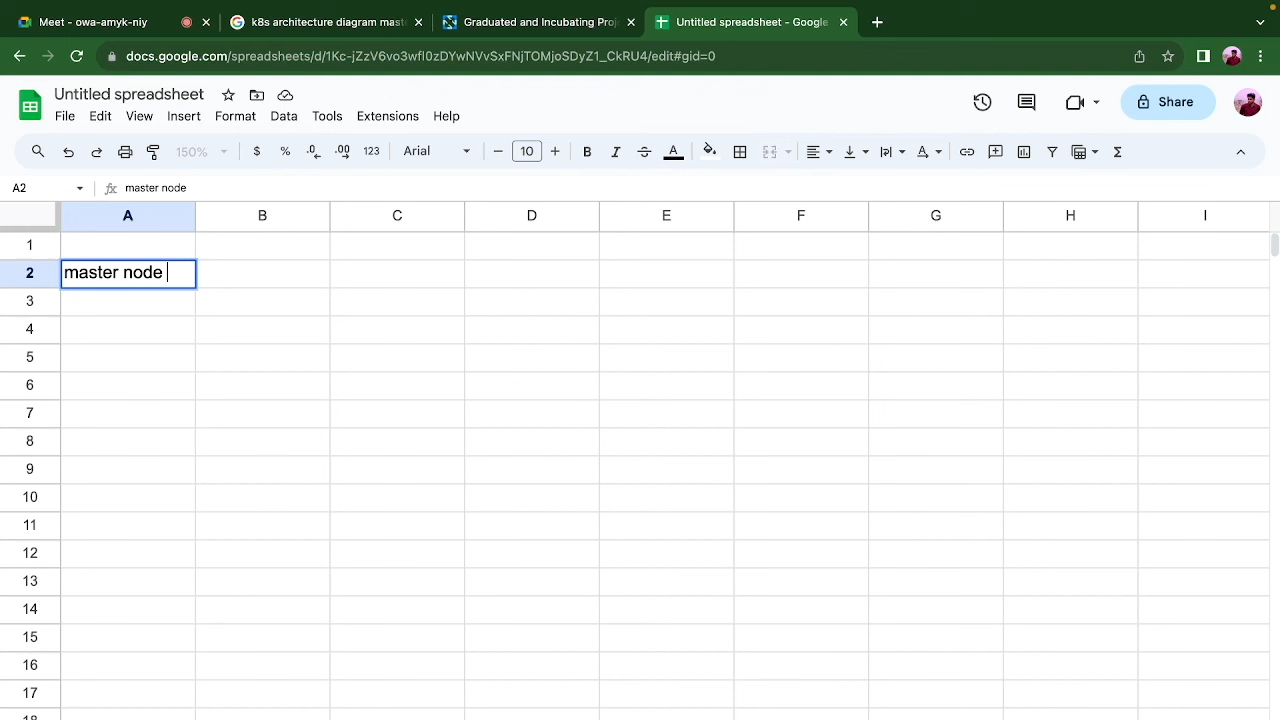 Meet - owa-amyk-niy
k8s architecture diagram mast
Graduated and Incubating Proj
Untitled spreadsheet - Google
docs.google.com/spreadsheets/d/1Kc-jZzV6vo3wfl0zDYwNVvSxFNjTOMjoSDyZ1_CkRU4/edit#gid=0
Untitled spreadsheet
File Edit View Insert Format Data Tools Extensions Help
Share
150% $ % .0 .00 123 Arial 10 B I S A Σ
A2 fx master node
A B C D E F G H I
1
2 master node
3
4
5
6
7
8
9
10
11
12
13
14
15
16
17
18